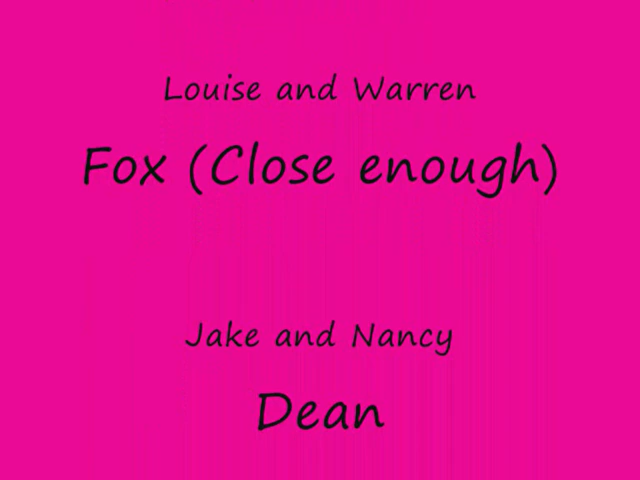 Louise and Warren
Fox (Close enough)
Jake and Nancy
Dean